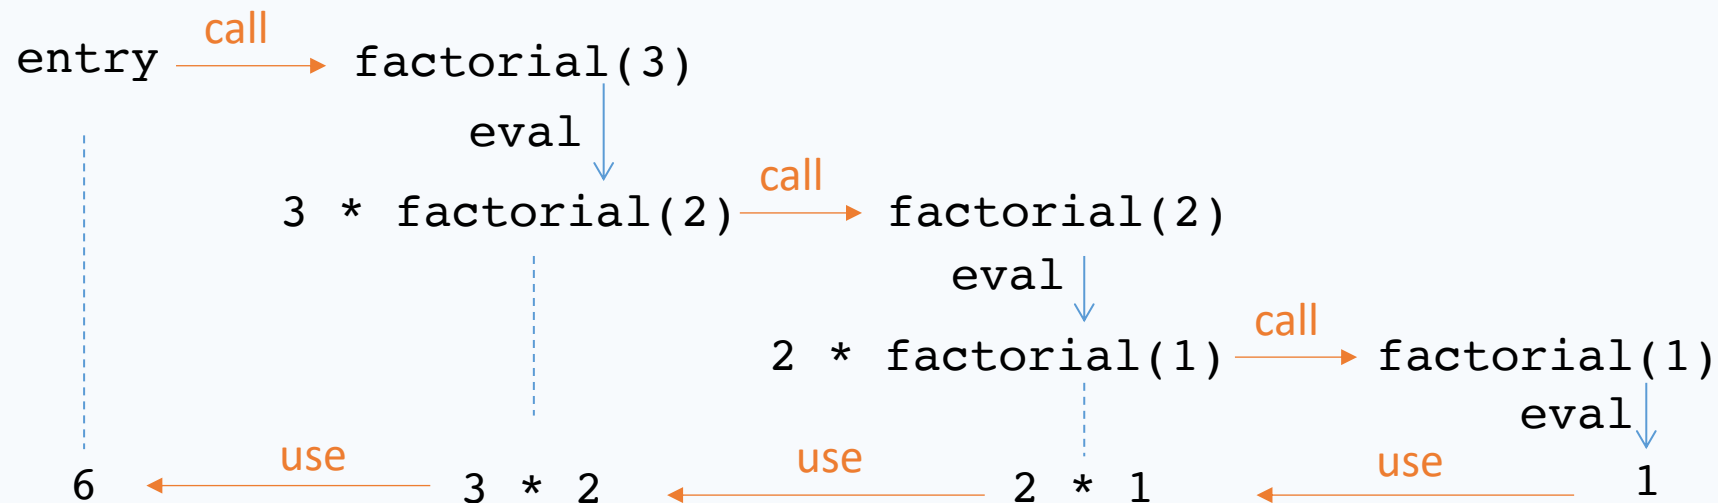 call
entry factorial(3)
eval
call
3 * factorial(2) factorial(2)
eval
call
2 * factorial(1) factorial(1)
eval
use use use
6 3 * 2 2 * 1 1